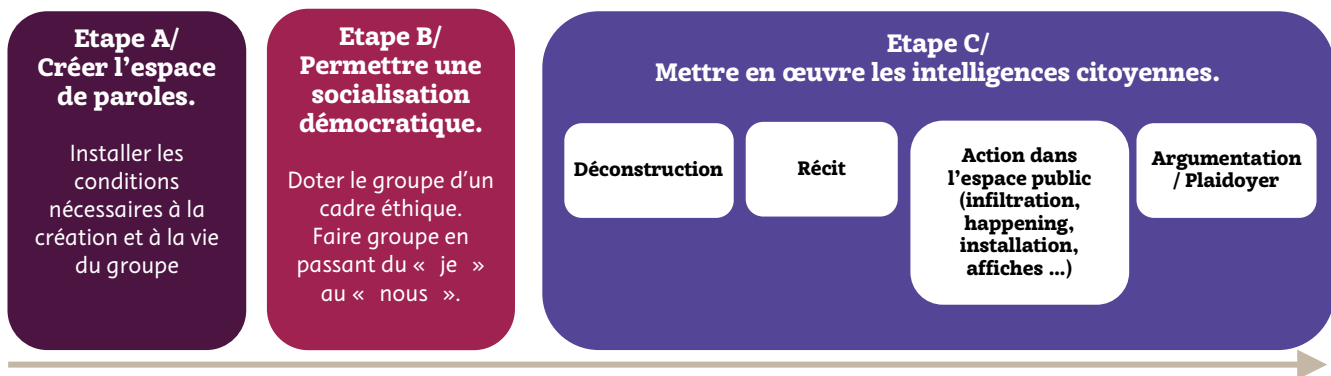 Etape A/
Créer l’espace
de paroles.
Installer les
conditions
nécessaires à la
création et à la vie
du groupe
Etape B/
Permettre une
socialisation
démocratique.
Doter le groupe d’un
cadre éthique.
Faire groupe en
passant du « je »
au « nous ».
Etape C/
Mettre en œuvre les intelligences citoyennes.
Déconstruction
Récit
Action dans
l’espace public
(infiltration,
happening,
installation,
affiches ...)
Argumentation
/ Plaidoyer